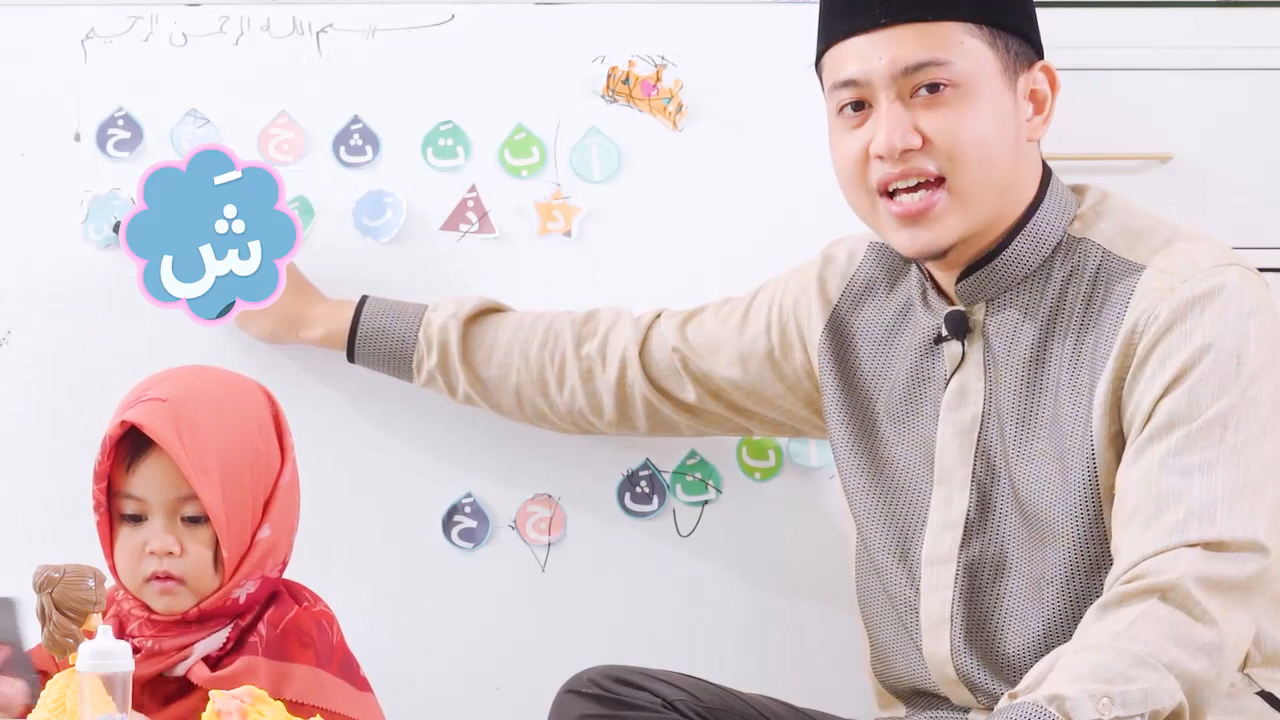 بسم الله الرحمن الرحيم
اَ بَ تَ ثَ جَ خَ
دَ ذَ رَ
شَ
اَ بَ تَ ثَ
جَ خَ